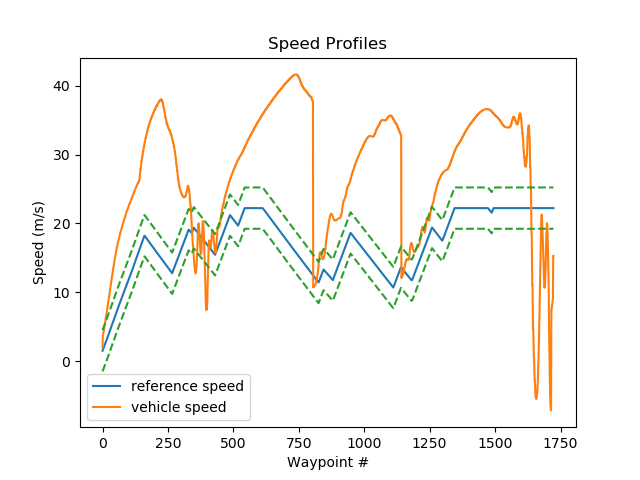 Speed Profiles
40
30
20
10
0
Speed (m/s)
reference speed
vehicle speed
0 250 500 750 1000 1250 1500 1750
Waypoint #